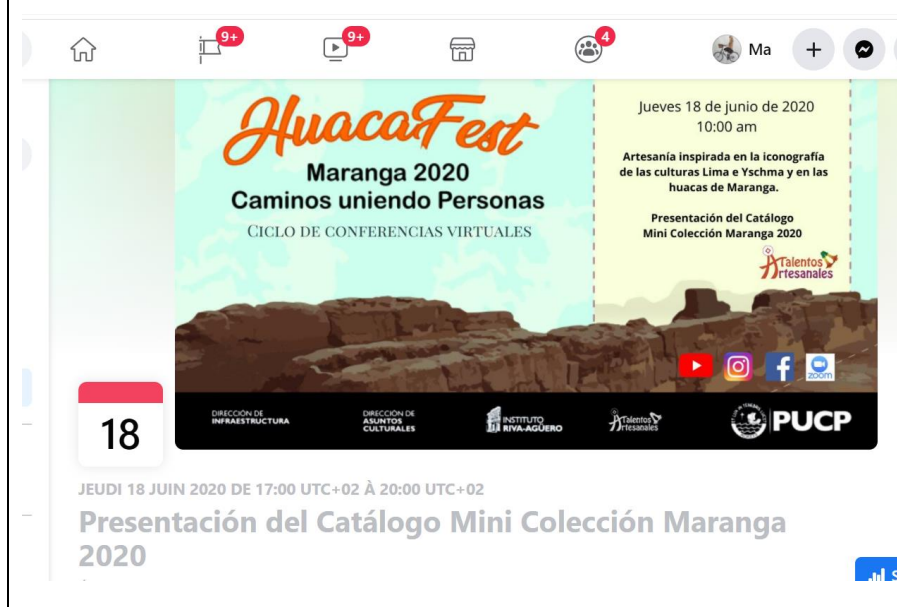 9+
9+
4
Ma
HuacaFest
Maranga 2020
Caminos uniendo Personas
CICLO DE CONFERENCIAS VIRTUALES
Jueves 18 de junio de 2020
10:00 am
Artesanía inspirada en la iconografía
de las culturas Lima e Yschma y en las
huacas de Maranga.
Presentación del Catálogo
Mini Colección Maranga 2020
Talentos
Artesanales
zoom
DIRECCIÓN DE
INFRAESTRUCTURA
DIRECCIÓN DE
ASUNTOS
CULTURALES
INSTITUTO
RIVA-AGÜERO
Talentos
Artesanales
PUCP
18
JEUDI 18 JUIN 2020 DE 17:00 UTC+02 À 20:00 UTC+02
Presentación del Catálogo Mini Colección Maranga
2020